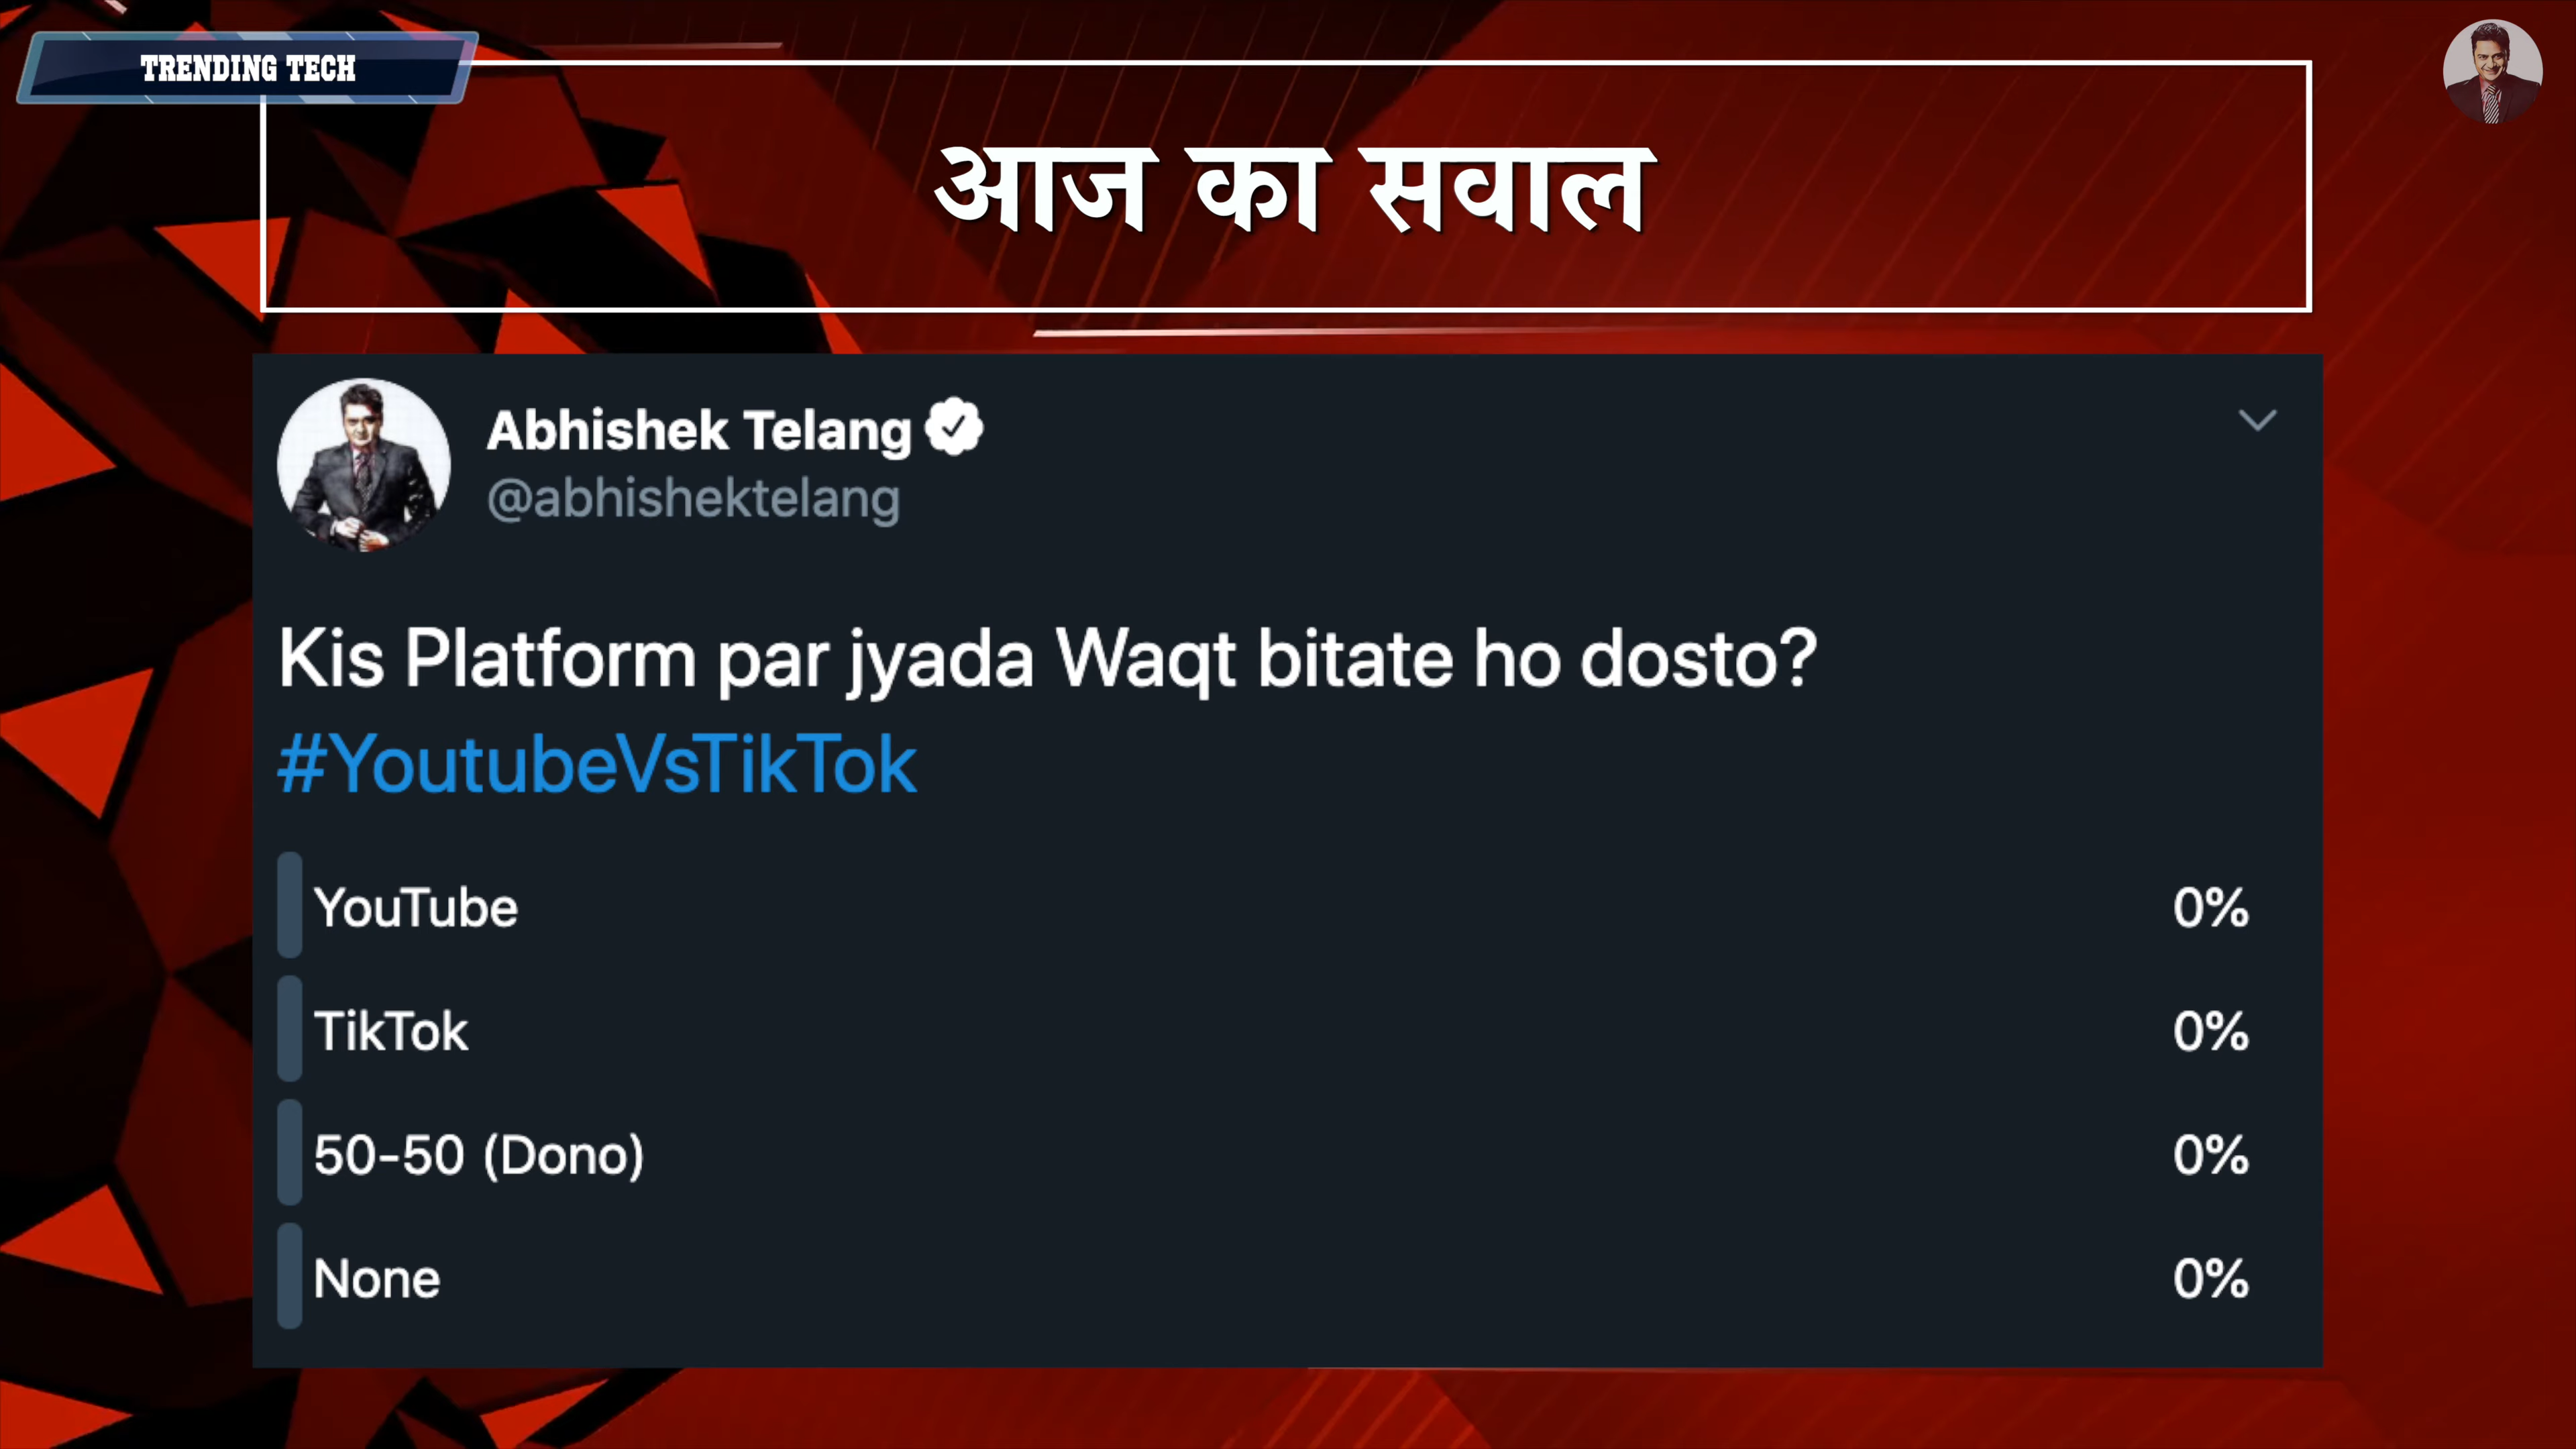 TRENDING TECH
आज का सवाल
Abhishek Telang
@abhishektelang
Kis Platform par jyada Waqt bitate ho dosto?
#YoutubeVsTikTok
YouTube 0%
TikTok 0%
50-50 (Dono) 0%
None 0%